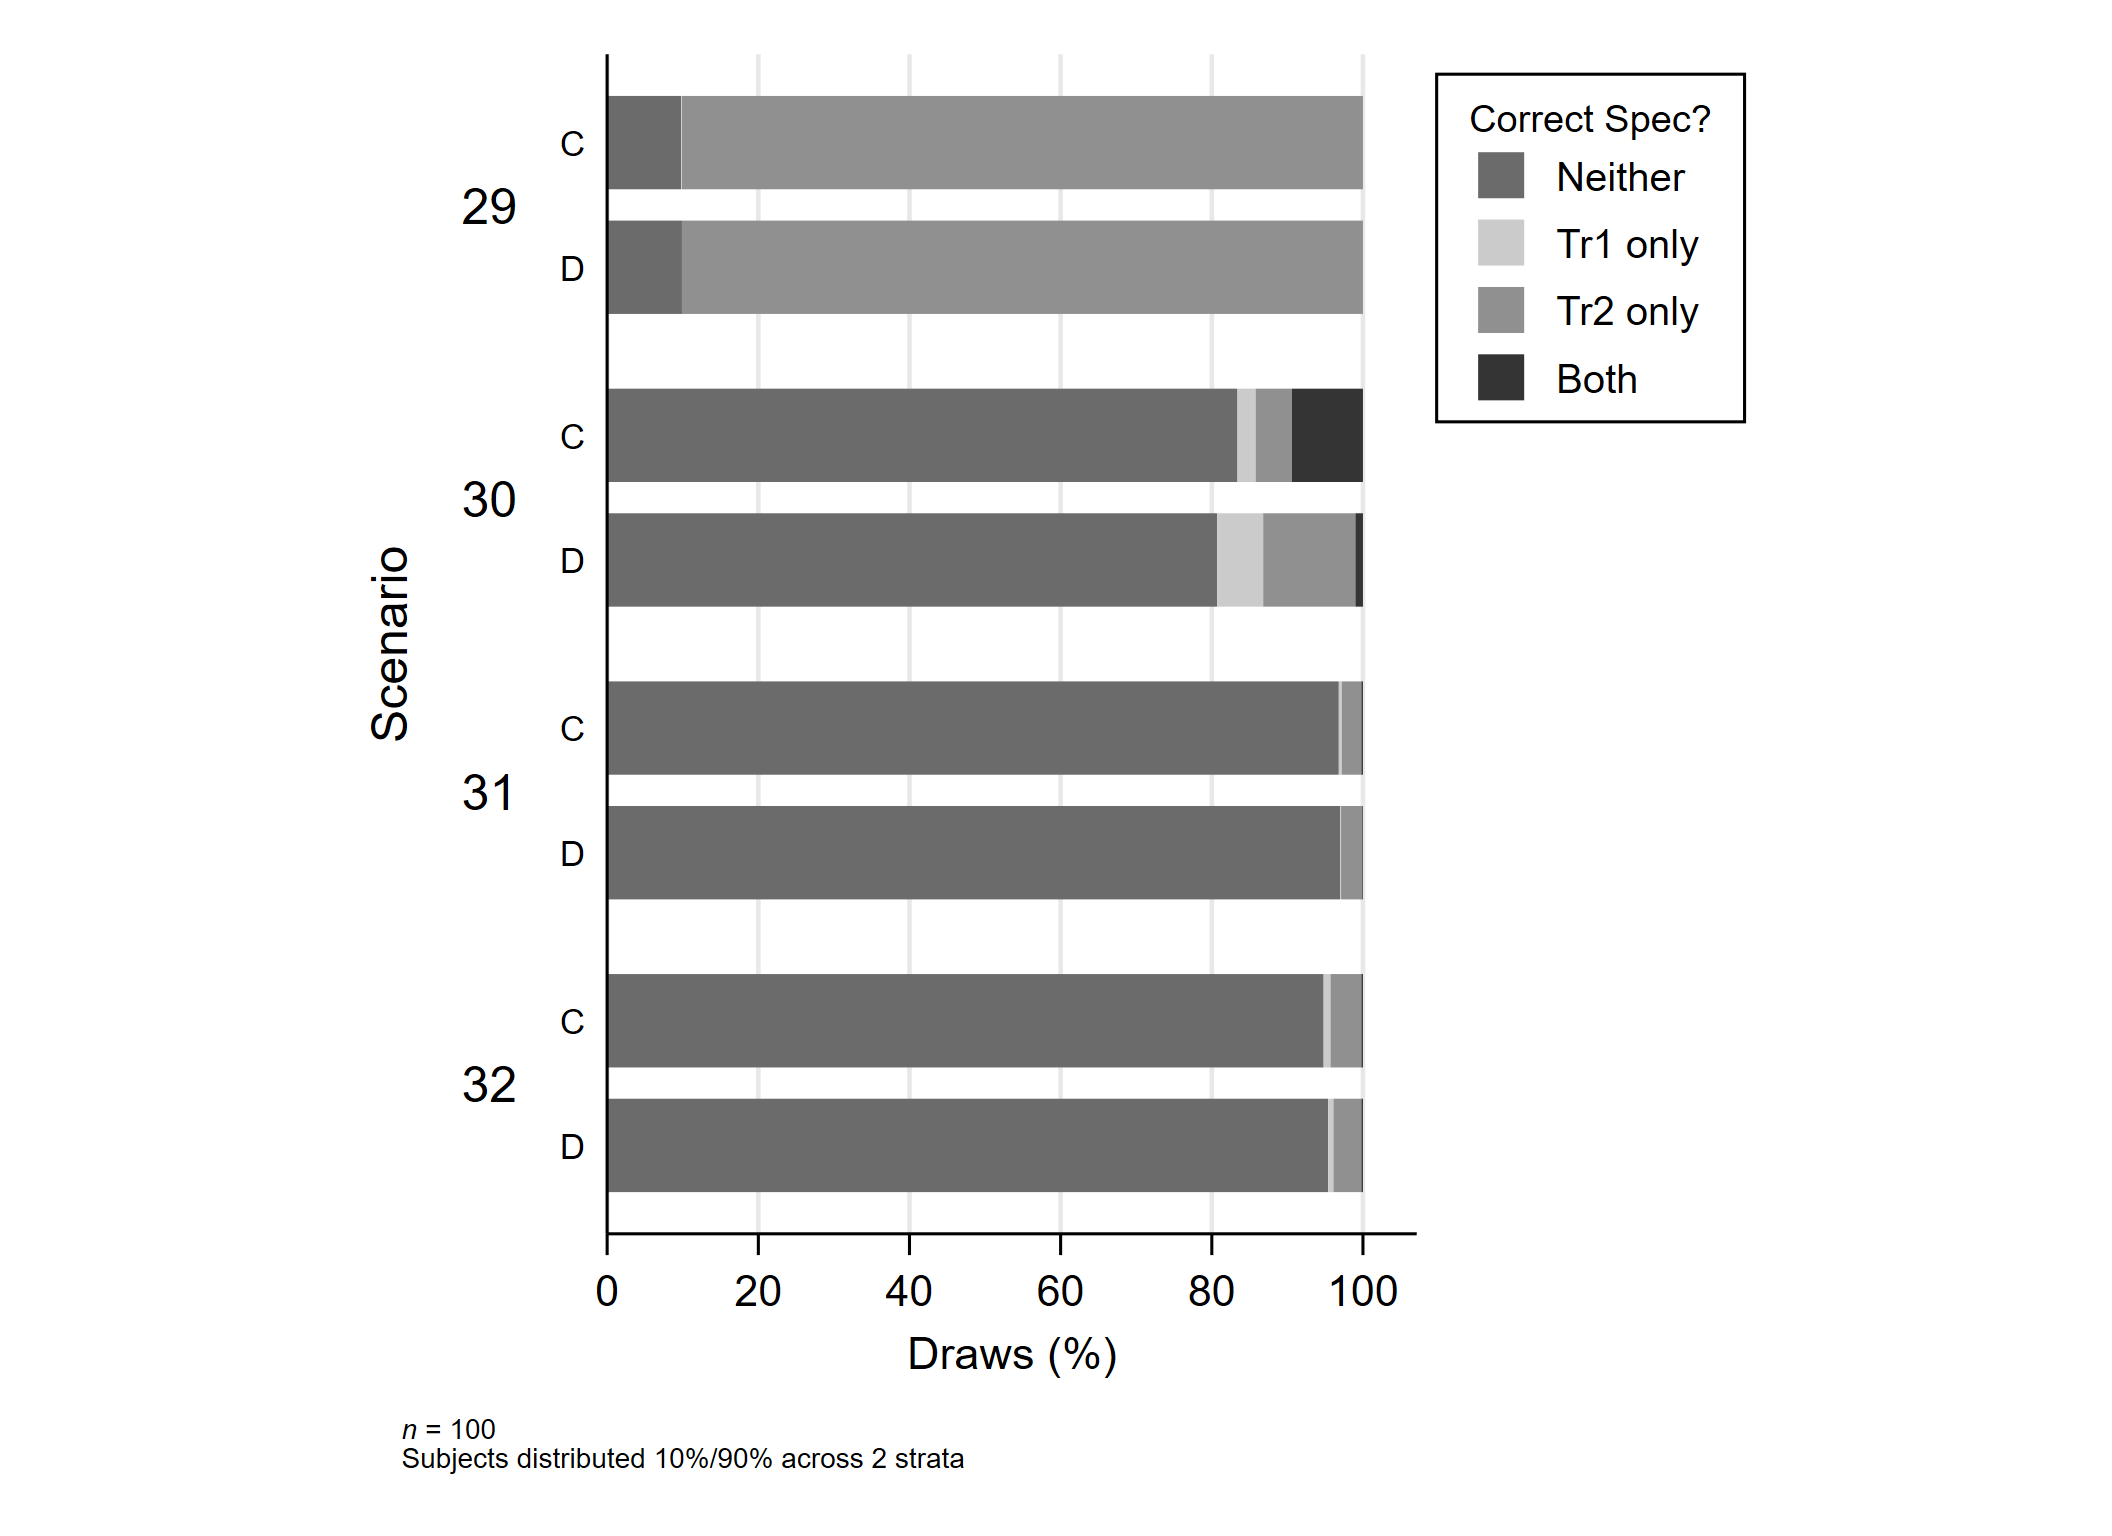 Correct Spec?
Neither
Tr1 only
Tr2 only
Both
Scenario
29
C
D
30
C
D
31
C
D
32
C
D
0 20 40 60 80 100
Draws (%)
n = 100
Subjects distributed 10%/90% across 2 strata